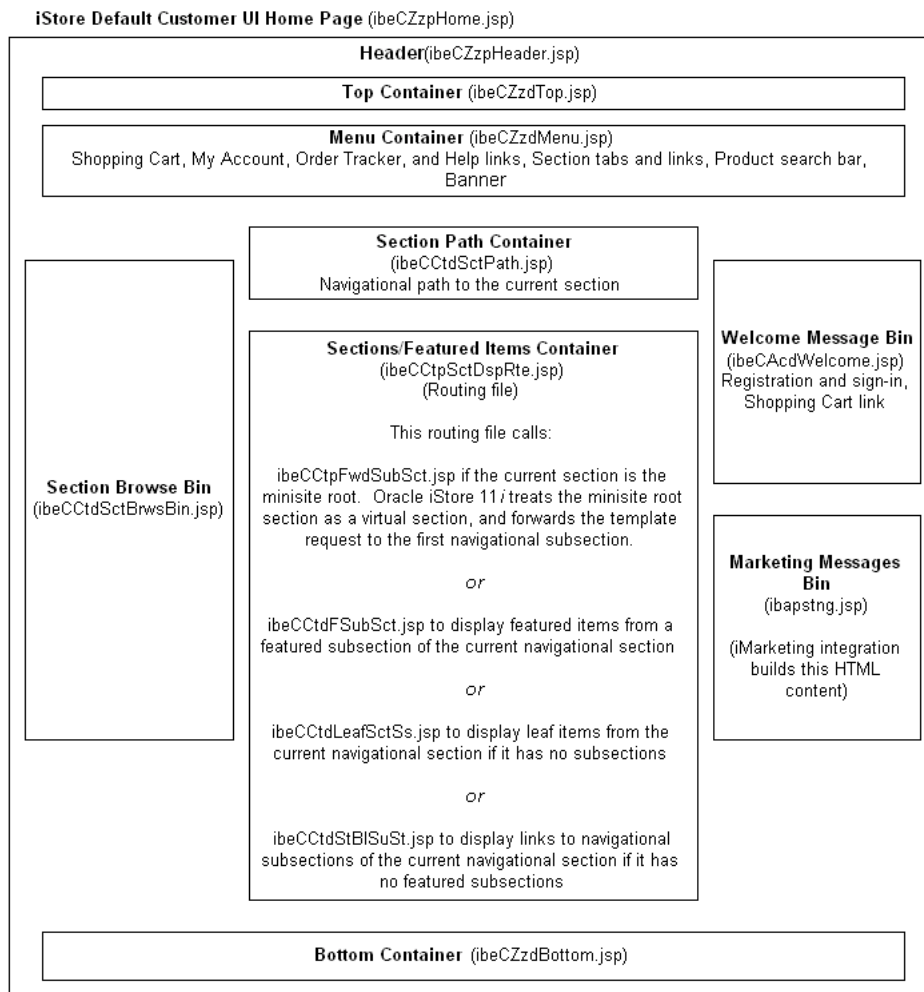 iStore Default Customer UI Home Page (ibeCZzpHome.jsp)
Header(ibeCZzpHeader.jsp)
Top Container (ibeCZzdTop.jsp)
Menu Container (ibeCZzdMenu.jsp)
Shopping Cart, My Account, Order Tracker, and Help links, Section tabs and links, Product search bar,
Banner
Section Path Container
(ibeCCtdSctPath.jsp)
Navigational path to the current section
Section Browse Bin
(ibeCCtdSctBrwsBin.jsp)
Sections/Featured Items Container
(ibeCCtpSctDspRte.jsp)
(Routing file)
This routing file calls:
ibeCCtpFwdSubSct.jsp if the current section is the
minisite root.  Oracle iStore 11i treats the minisite root
section as a virtual section, and forwards the template
request to the first navigational subsection.
or
ibeCCtdFSubSct.jsp to display featured items from a
featured subsection of the current navigational section
or
ibeCCtdLeafSctSs.jsp to display leaf items from the
current navigational section if it has no subsections
or
ibeCCtdStBlSuSt.jsp to display links to navigational
subsections of the current navigational section if it has
no featured subsections
Welcome Message Bin
(ibeCAcdWelcome.jsp)
Registration and sign-in,
Shopping Cart link
Marketing Messages
Bin
(ibapstng.jsp)
(iMarketing integration
builds this HTML
content)
Bottom Container (ibeCZzdBottom.jsp)